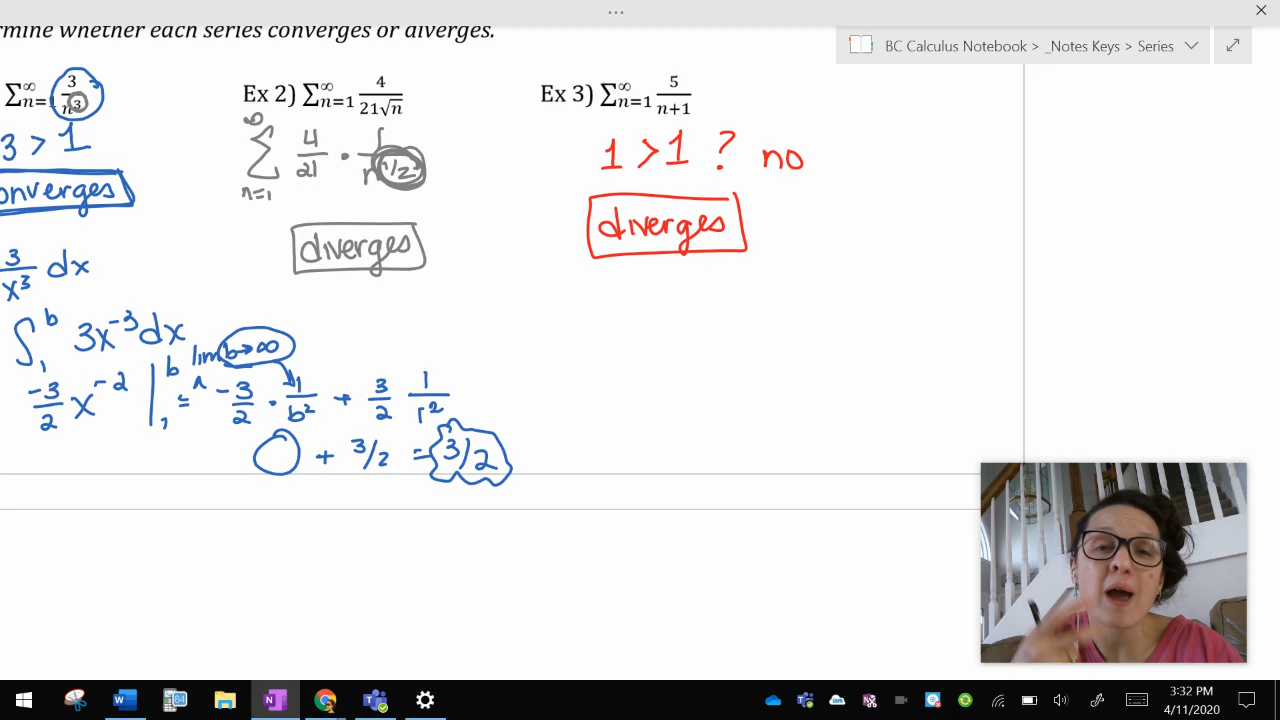 ...
rmine whether each series converges or diverges.
BC Calculus Notebook > _Notes Keys > Series
∑∞n=1 3/n³
Ex 2) ∑∞n=1 4/21√n
Ex 3) ∑∞n=1 5/n+1
3 > 1
∞ ∑ n=1 4/21 · 1/n^1/2
1 > 1 ? no
onverges
diverges
diverges
3/x³ dx
∫₁ᵇ 3x⁻³ dx
-3/2 x⁻² |₁ᵇ = lim b→∞ -3/2 · 1/b² + 3/2 1/1²
0 + 3/2 = 3/2
3:32 PM
4/11/2020